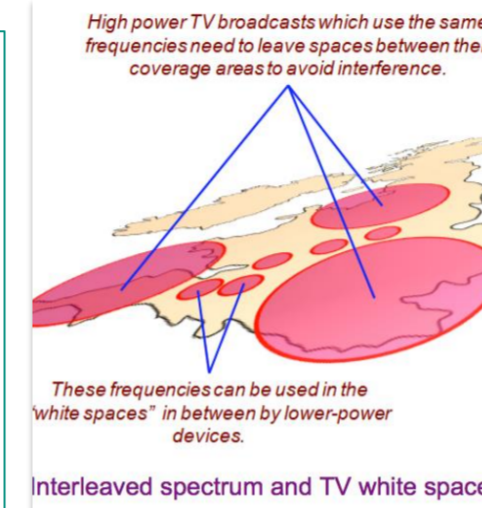 High power TV broadcasts which use the same
frequencies need to leave spaces between the
coverage areas to avoid interference.
These frequencies can be used in the
"white spaces" in between by lower-power
devices.
Interleaved spectrum and TV white space